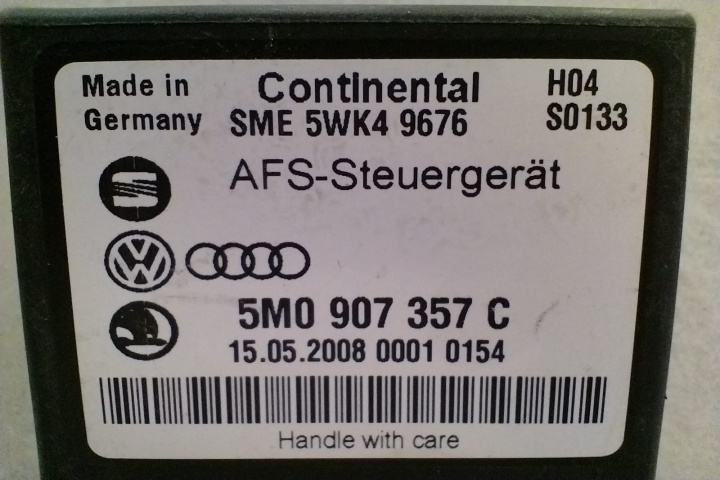 Made in Continental H04
Germany SME 5WK4 9676 S0133
AFS-Steuergerät
5M0 907 357 C
15.05.2008 0001 0154
Handle with care